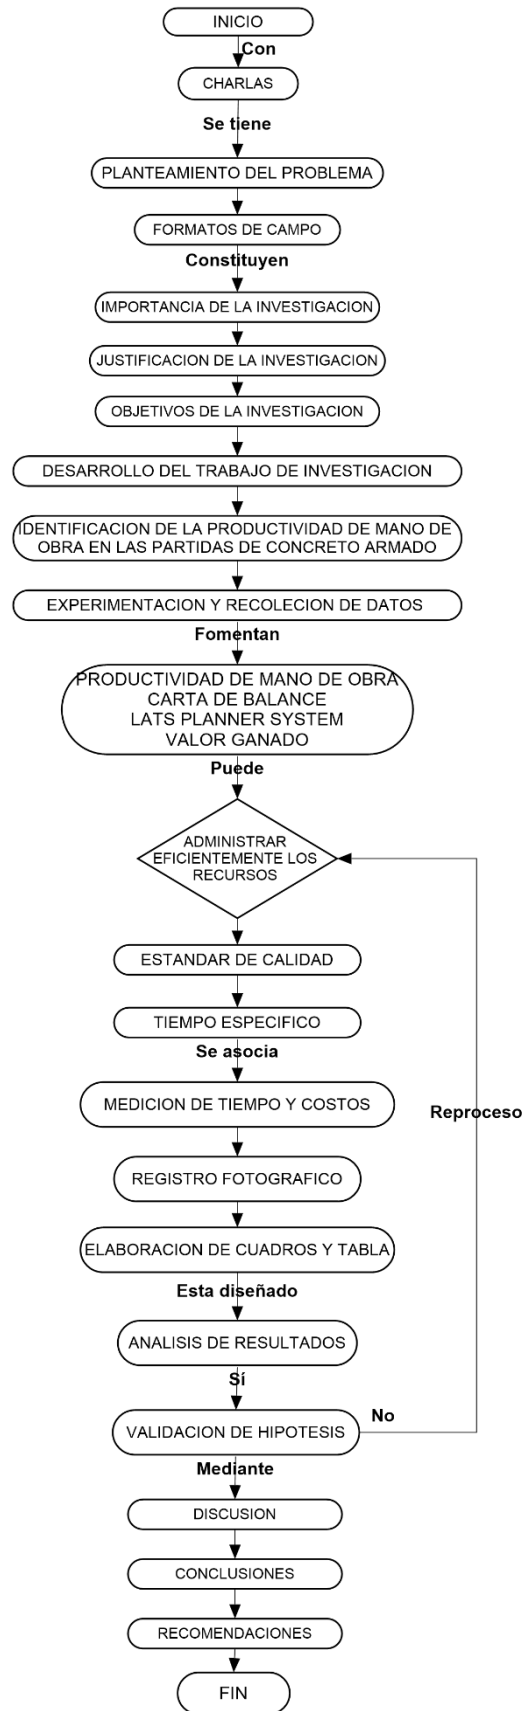 INICIO
Con
CHARLAS
Se tiene
PLANTEAMIENTO DEL PROBLEMA
FORMATOS DE CAMPO
Constituyen
IMPORTANCIA DE LA INVESTIGACION
JUSTIFICACION DE LA INVESTIGACION
OBJETIVOS DE LA INVESTIGACION
DESARROLLO DEL TRABAJO DE INVESTIGACION
IDENTIFICACION DE LA PRODUCTIVIDAD DE MANO DE
OBRA EN LAS PARTIDAS DE CONCRETO ARMADO
EXPERIMENTACION Y RECOLECION DE DATOS
Fomentan
PRODUCTIVIDAD DE MANO DE OBRA
CARTA DE BALANCE
LATS PLANNER SYSTEM
VALOR GANADO
Puede
ADMINISTRAR
EFICIENTEMENTE LOS
RECURSOS
ESTANDAR DE CALIDAD
TIEMPO ESPECIFICO
Se asocia
MEDICION DE TIEMPO Y COSTOS
Reproceso
REGISTRO FOTOGRAFICO
ELABORACION DE CUADROS Y TABLA
Esta diseñado
ANALISIS DE RESULTADOS
Sí
No
VALIDACION DE HIPOTESIS
Mediante
DISCUSION
CONCLUSIONES
RECOMENDACIONES
FIN